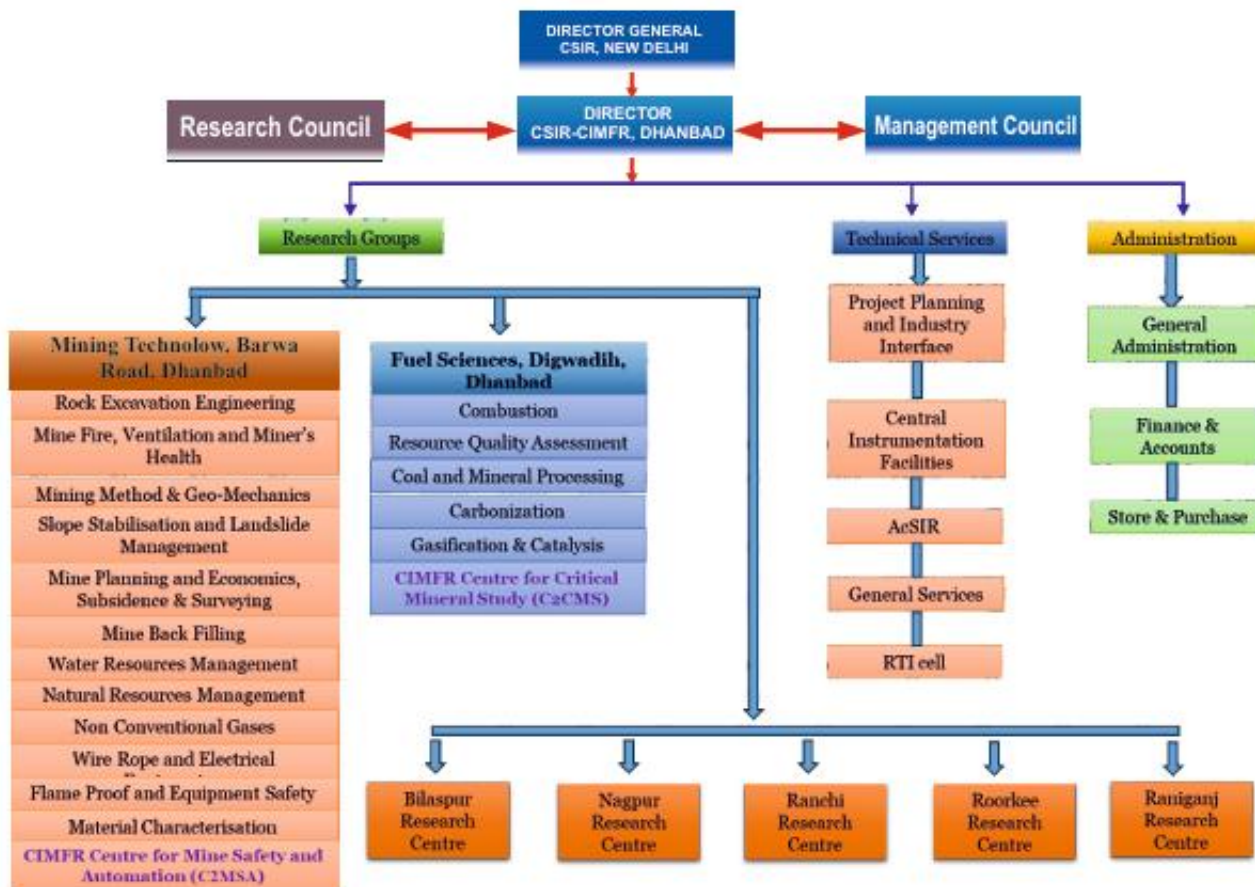 DIRECTOR GENERAL
CSIR, NEW DELHI
Research Council
DIRECTOR
CSIR-CIMFR, DHANBAD
Management Council
Research Groups
Technical Services
Administration
Mining Technolow, Barwa
Road, Dhanbad
Rock Excavation Engineering
Mine Fire, Ventilation and Miner's
Health
Mining Method & Geo-Mechanics
Slope Stabilisation and Landslide
Management
Mine Planning and Economics,
Subsidence & Surveying
Mine Back Filling
Water Resources Management
Natural Resources Management
Non Conventional Gases
Wire Rope and Electrical
Flame Proof and Equipment Safety
Material Characterisation
CIMFR Centre for Mine Safety and
Automation (C2MSA)
Fuel Sciences, Digwadih,
Dhanbad
Combustion
Resource Quality Assessment
Coal and Mineral Processing
Carbonization
Gasification & Catalysis
CIMFR Centre for Critical
Mineral Study (C2CMS)
Project Planning
and Industry
Interface
Central
Instrumentation
Facilities
AcSIR
General Services
RTI cell
General
Administration
Finance &
Accounts
Store & Purchase
Bilaspur
Research
Centre
Nagpur
Research
Centre
Ranchi
Research
Centre
Roorkee
Research
Centre
Raniganj
Research
Centre